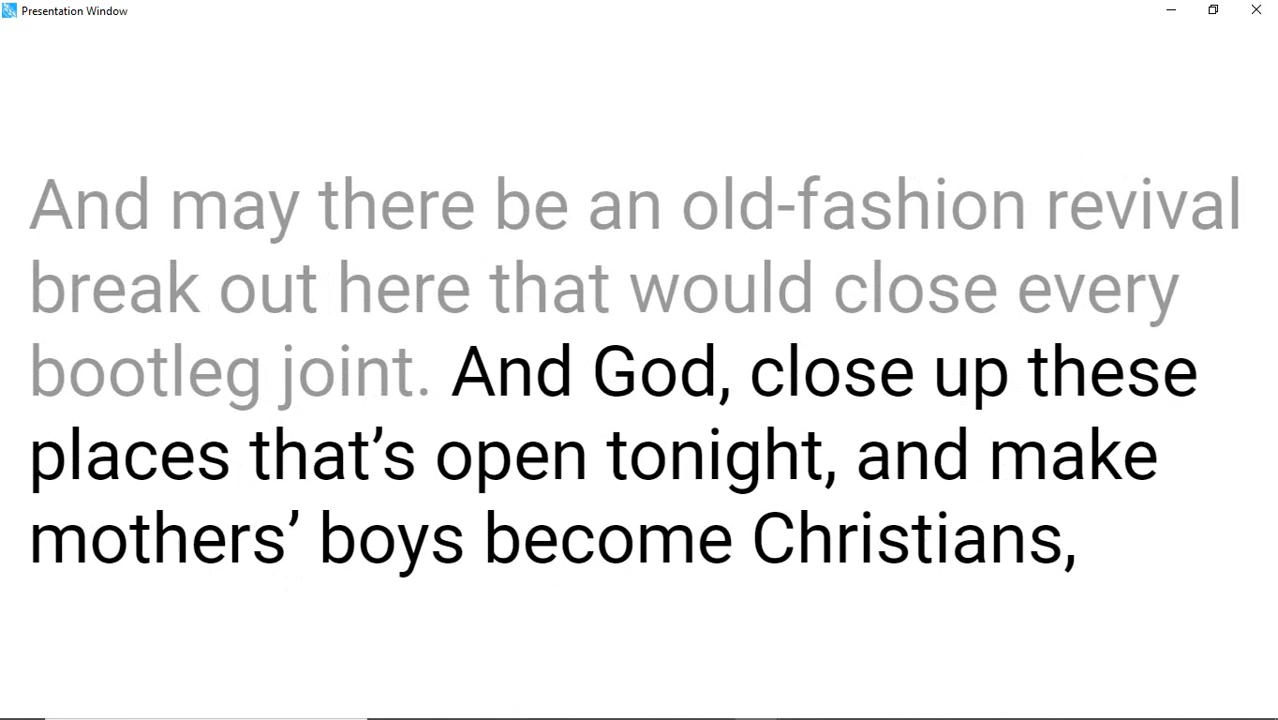 Presentation Window
And may there be an old-fashion revival
break out here that would close every
bootleg joint. And God, close up these
places that’s open tonight, and make
mothers’ boys become Christians,